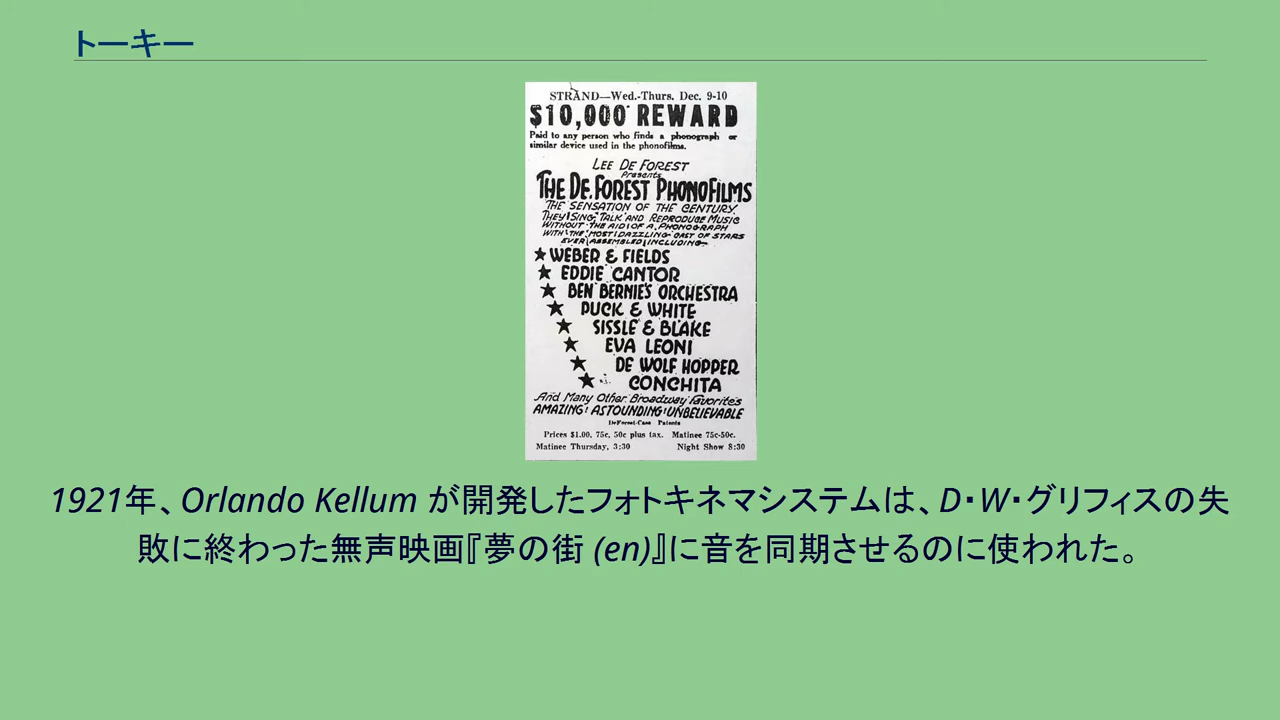 トーキー
STRAND—Wed.-Thurs. Dec. 9-10
$10,000 REWARD
Paid to any person who finds a phonograph or
similar device used in the phonofilms.
LEE DE FOREST
Presents
THE DE FOREST PHONOFILMS
THE SENSATION OF THE CENTURY.
THEY SING, TALK AND REPRODUCE MUSIC
WITHOUT THE AID OF A PHONOGRAPH
WITH THE MOST DAZZLING CAST OF STARS
EVER ASSEMBLED INCLUDING
★ WEBER & FIELDS
★ EDDIE CANTOR
★ BEN BERNIE'S ORCHESTRA
★ PUCK & WHITE
★ SISSLE & BLAKE
★ EVA LEONI
★ DE WOLF HOPPER
★ CONCHITA
And Many Other Broadway Favorites
AMAZING! ASTOUNDING! UNBELIEVABLE
DeForest-Case Patents
Prices $1.00, 75c, 50c plus tax. Matinee 75c-50c.
Matinee Thursday, 3:30 Night Show 8:30
1921年、Orlando Kellum が開発したフォトキネマシステムは、D・W・グリフィスの失
敗に終わった無声映画『夢の街 (en)』に音を同期させるのに使われた。